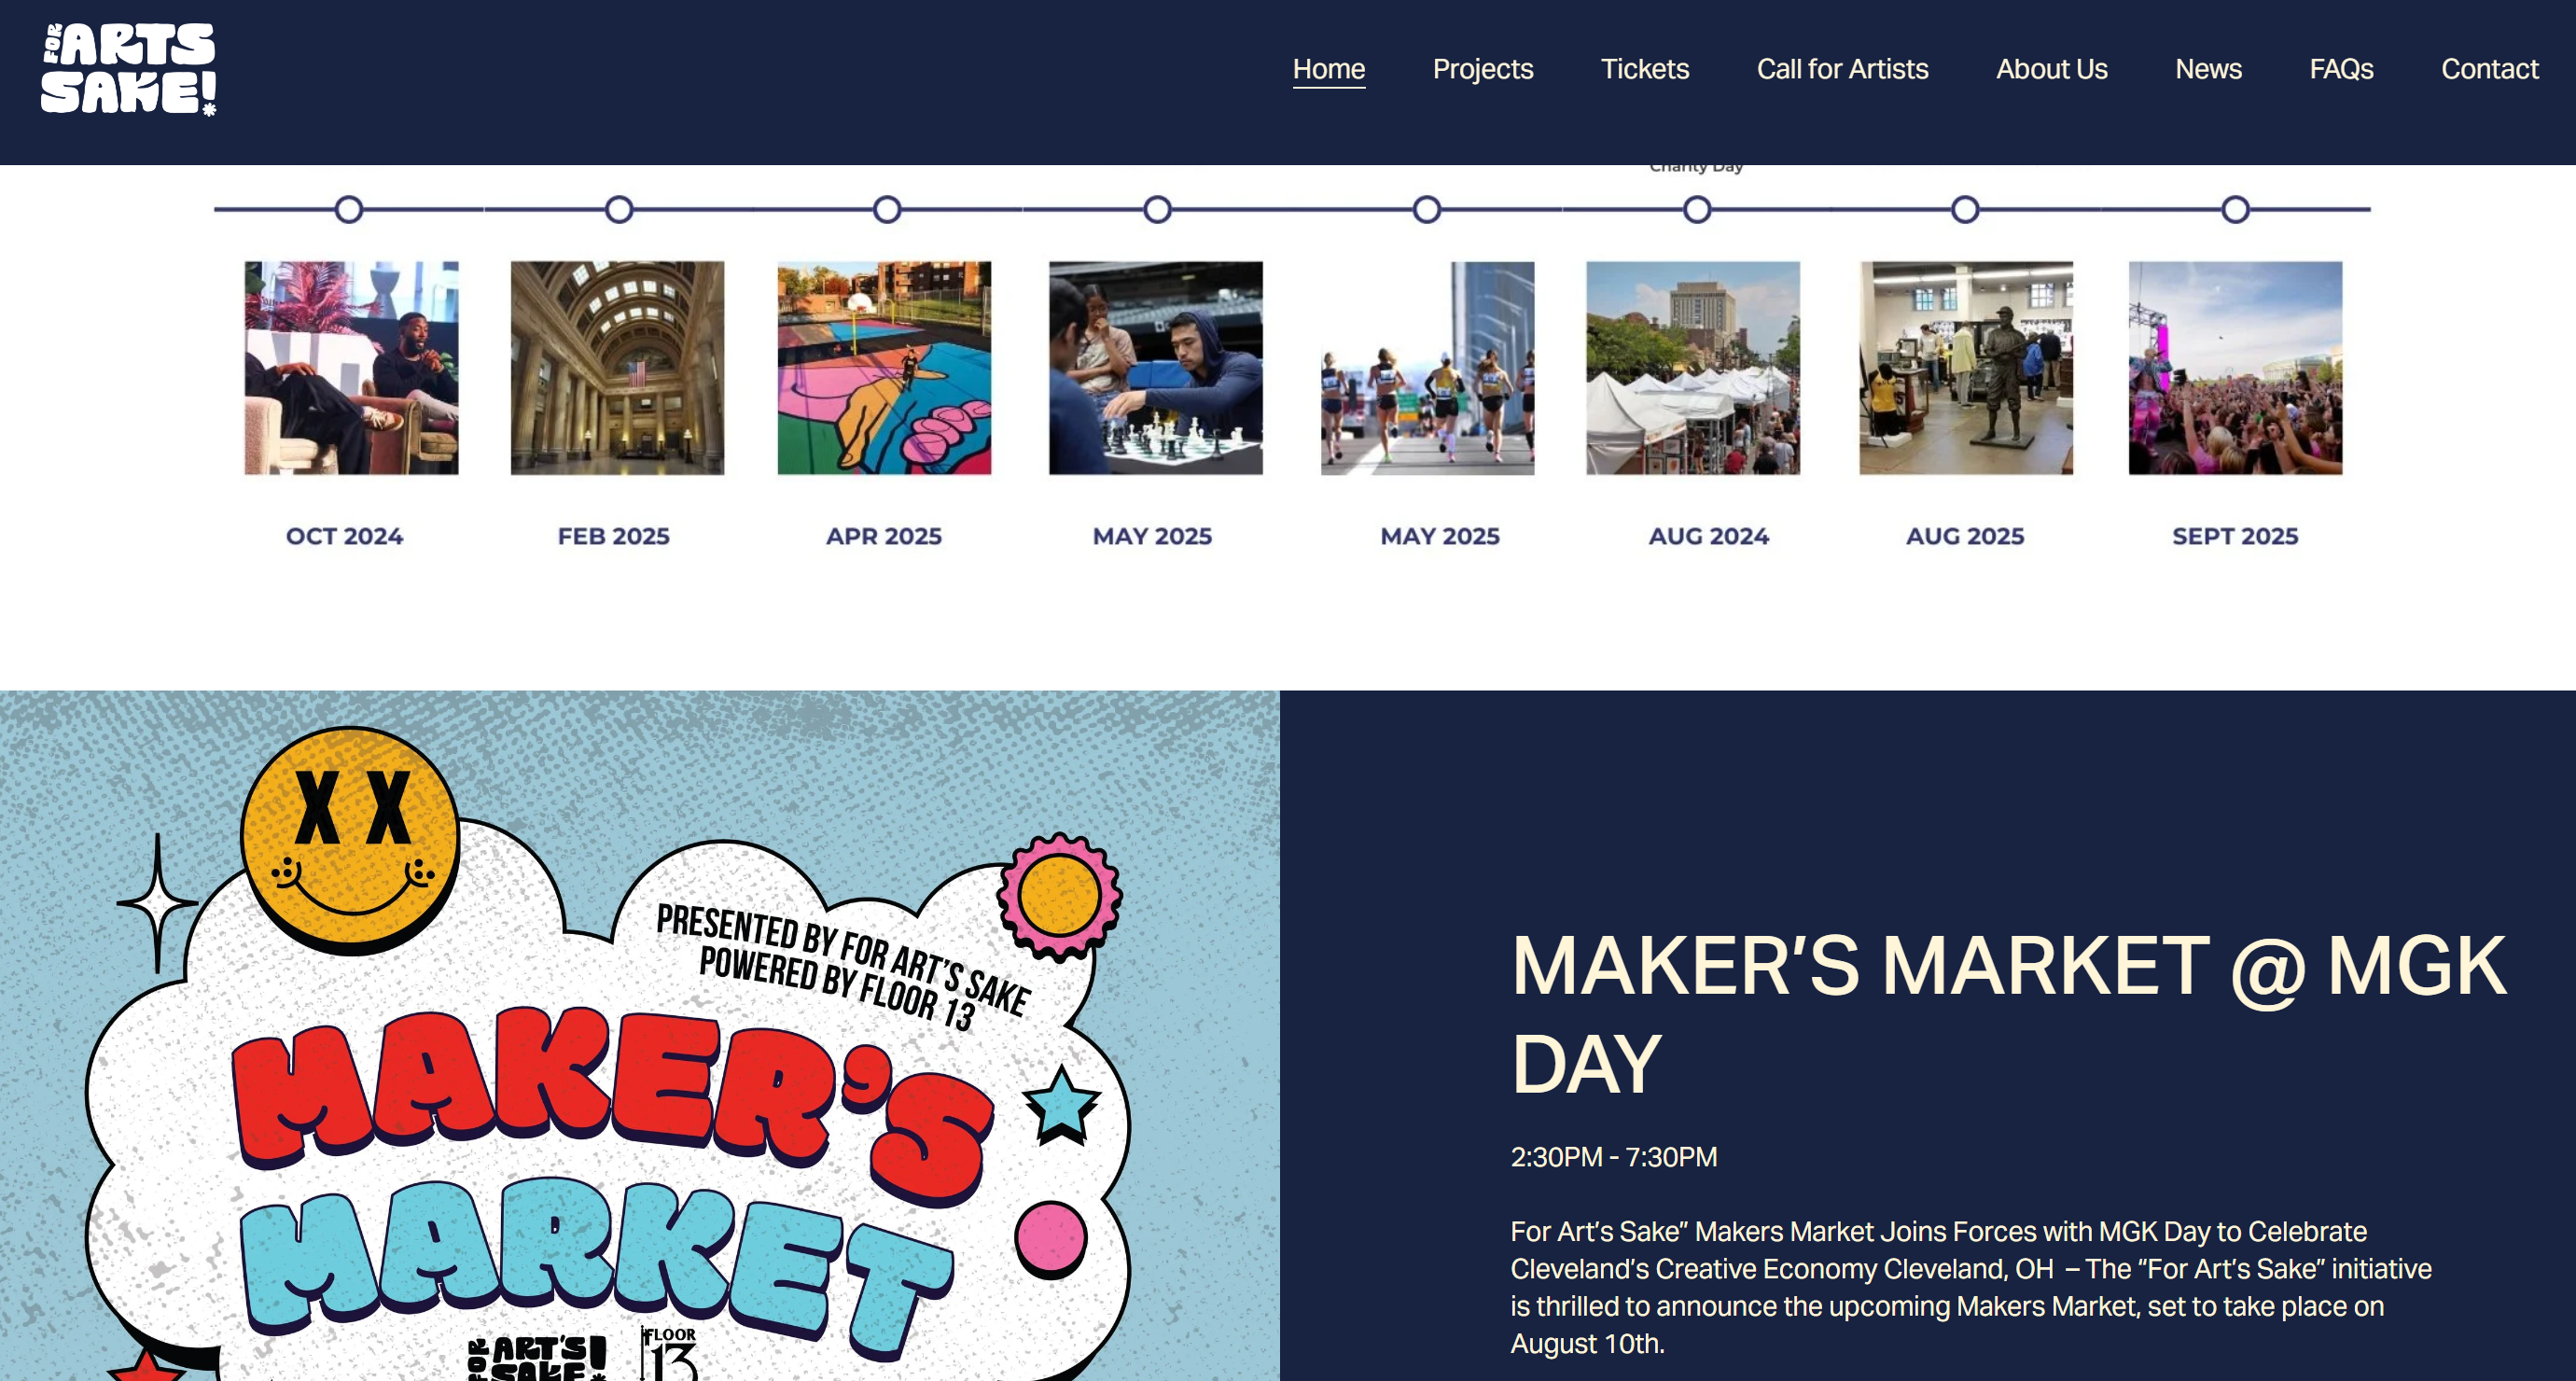 FOR ARTS
SAKE!
Home Projects Tickets Call for Artists About Us News FAQs Contact
Charity Day
OCT 2024 FEB 2025 APR 2025 MAY 2025 MAY 2025 AUG 2024 AUG 2025 SEPT 2025
PRESENTED BY FOR ART'S SAKE
POWERED BY FLOOR 13
MAKER'S
MARKET
FOR ART'S
SAKE!
FLOOR
13
MAKER’S MARKET @ MGK
DAY
2:30PM - 7:30PM
For Art’s Sake” Makers Market Joins Forces with MGK Day to Celebrate
Cleveland’s Creative Economy Cleveland, OH – The “For Art’s Sake” initiative
is thrilled to announce the upcoming Makers Market, set to take place on
August 10th.